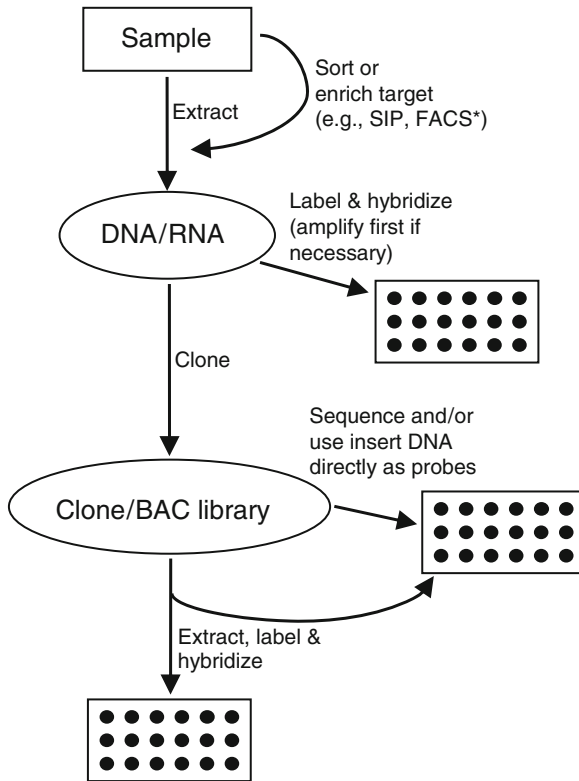 Sample
Sort or
enrich target
(e.g., SIP, FACS*)
Extract
DNA/RNA
Label & hybridize
(amplify first if
necessary)
Clone
Sequence and/or
use insert DNA
directly as probes
Clone/BAC library
Extract, label &
hybridize